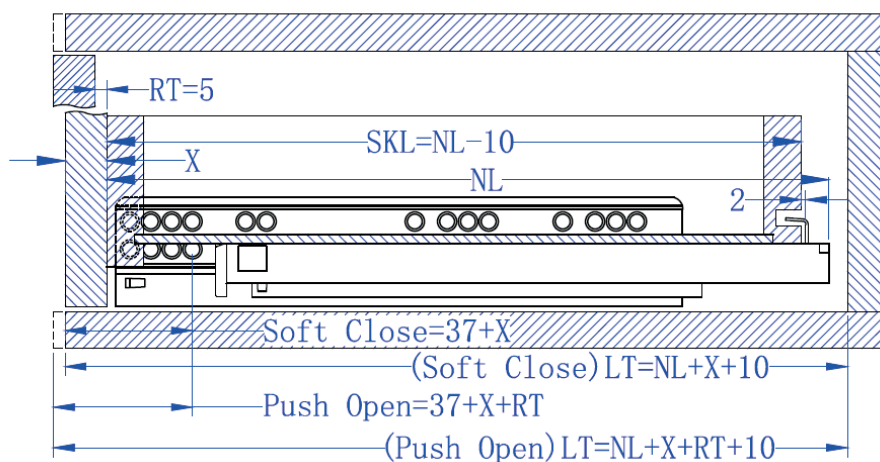 RT=5
SKL=NL-10
X
NL
2
Soft Close=37+X
(Soft Close)LT=NL+X+10
Push Open=37+X+RT
(Push Open)LT=NL+X+RT+10